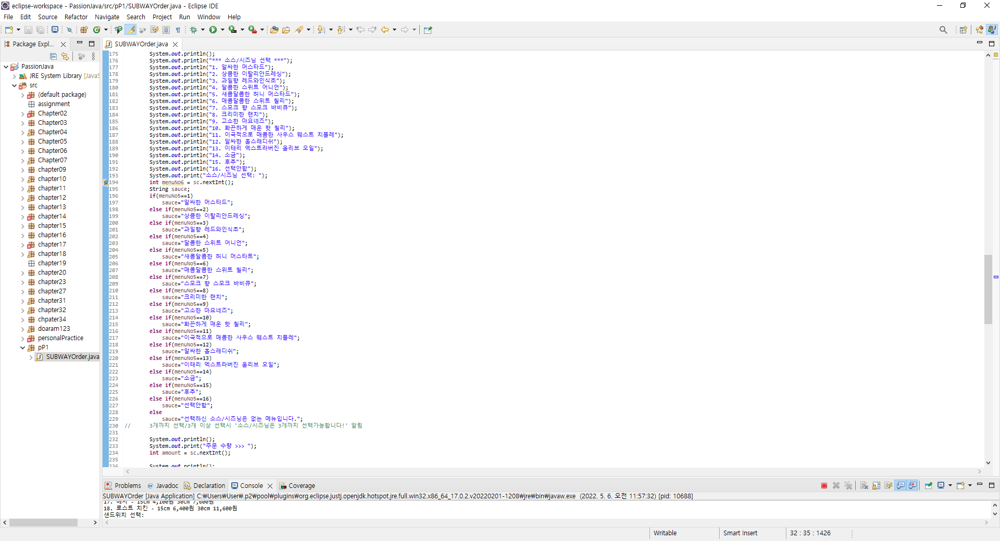 eclipse-workspace - PassionJava/src/pP1/SUBWAYOrder.java - Eclipse IDE
File Edit Source Refactor Navigate Search Project Run Window Help
Package Expl...
PassionJava
JRE System Library [JavaS
src
(default package)
assignment
Chapter02
Chapter03
Chapter04
Chapter05
Chapter06
Chapter07
chapter09
chapter10
chapter11
chapter12
chapter13
chapter14
chapter15
chapter16
chapter17
chapter18
chapter19
chapter20
chapter23
chapter27
chapter31
chapter32
chpater34
doaram123
personalPractice
pP1
SUBWAYOrder.java
SUBWAYOrder.java
175 System.out.println();
176 System.out.println("*** 소스/시즈닝 선택 ***");
177 System.out.println("1. 알싸한 머스타드");
178 System.out.println("2. 상큼한 이탈리안드레싱");
179 System.out.println("3. 과일향 레드와인식초");
180 System.out.println("4. 달콤한 스위트 어니언");
181 System.out.println("5. 새콤달콤한 허니 머스타드");
182 System.out.println("6. 매콤달콤한 스위트 칠리");
183 System.out.println("7. 스모크 향 스모크 바비큐");
184 System.out.println("8. 크리미한 랜치");
185 System.out.println("9. 고소한 마요네즈");
186 System.out.println("10. 화끈하게 매운 핫 칠리");
187 System.out.println("11. 이국적으로 매콤한 사우스 웨스트 치폴레");
188 System.out.println("12. 알싸한 홀스래디쉬");
189 System.out.println("13. 이태리 엑스트라버진 올리브 오일");
190 System.out.println("14. 소금");
191 System.out.println("15. 후추");
192 System.out.println("16. 선택안함");
193 System.out.print("소스/시즈닝 선택: ");
194 int menuNo6 = sc.nextInt();
195 String sauce;
196 if(menuNo5==1)
197 sauce="알싸한 머스타드";
198 else if(menuNo5==2)
199 sauce="상큼한 이탈리안드레싱";
200 else if(menuNo5==3)
201 sauce="과일향 레드와인식초";
202 else if(menuNo5==4)
203 sauce="달콤한 스위트 어니언";
204 else if(menuNo5==5)
205 sauce="새콤달콤한 허니 머스타트";
206 else if(menuNo5==6)
207 sauce="매콤달콤한 스위트 칠리";
208 else if(menuNo5==7)
209 sauce="스모크 향 스모크 바비큐";
210 else if(menuNo5==8)
211 sauce="크리미한 랜치";
212 else if(menuNo5==9)
213 sauce="고소한 마요네즈";
214 else if(menuNo5==10)
215 sauce="화끈하게 매운 핫 칠리";
216 else if(menuNo5==11)
217 sauce="이국적으로 매콤한 사우스 웨스트 치폴레";
218 else if(menuNo5==12)
219 sauce="알싸한 홀스래디쉬";
220 else if(menuNo5==13)
221 sauce="이태리 엑스트라버진 올리브 오일";
222 else if(menuNo5==14)
223 sauce="소금";
224 else if(menuNo5==15)
225 sauce="후추";
226 else if(menuNo5==16)
227 sauce="선택안함";
228 else
229 sauce="선택하신 소스/시즈닝은 없는 메뉴입니다.";
230 // 3개까지 선택/3개 이상 선택시 '소스/시즈닝은 3개까지 선택가능합니다!' 알림
231
232 System.out.println();
233 System.out.print("주문 수량 >>> ");
234 int amount = sc.nextInt();
235
236 System.out.println();
Problems @ Javadoc Declaration Console Coverage
SUBWAYOrder [Java Application] C:₩Users₩User₩.p2₩pool₩plugins₩org.eclipse.justj.openjdk.hotspot.jre.full.win32.x86_64_17.0.2.v20220201-1208₩jre₩bin₩javaw.exe (2022. 5. 6. 오전 11:57:32) [pid: 10688]
17. 베지 - 15cm 4,100원 30cm 7,600원
18. 로스트 치킨 - 15cm 6,400원 30cm 11,600원
샌드위치 선택:
Writable Smart Insert 32 : 35 : 1426